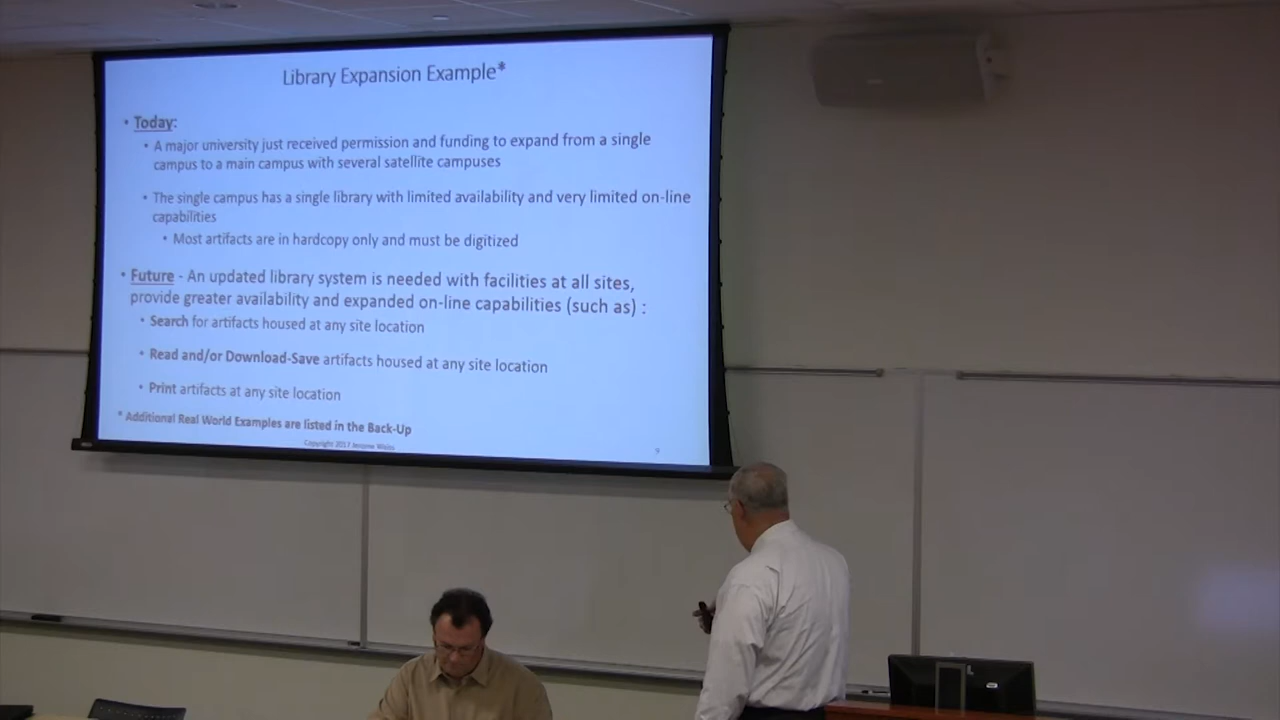 Library Expansion Example*
• Today:
• A major university just received permission and funding to expand from a single
campus to a main campus with several satellite campuses
• The single campus has a single library with limited availability and very limited on-line
capabilities
• Most artifacts are in hardcopy only and must be digitized
• Future - An updated library system is needed with facilities at all sites,
provide greater availability and expanded on-line capabilities (such as) :
• Search for artifacts housed at any site location
• Read and/or Download-Save artifacts housed at any site location
• Print artifacts at any site location
* Additional Real World Examples are listed in the Back-Up
Copyright 2017 Jerome
9